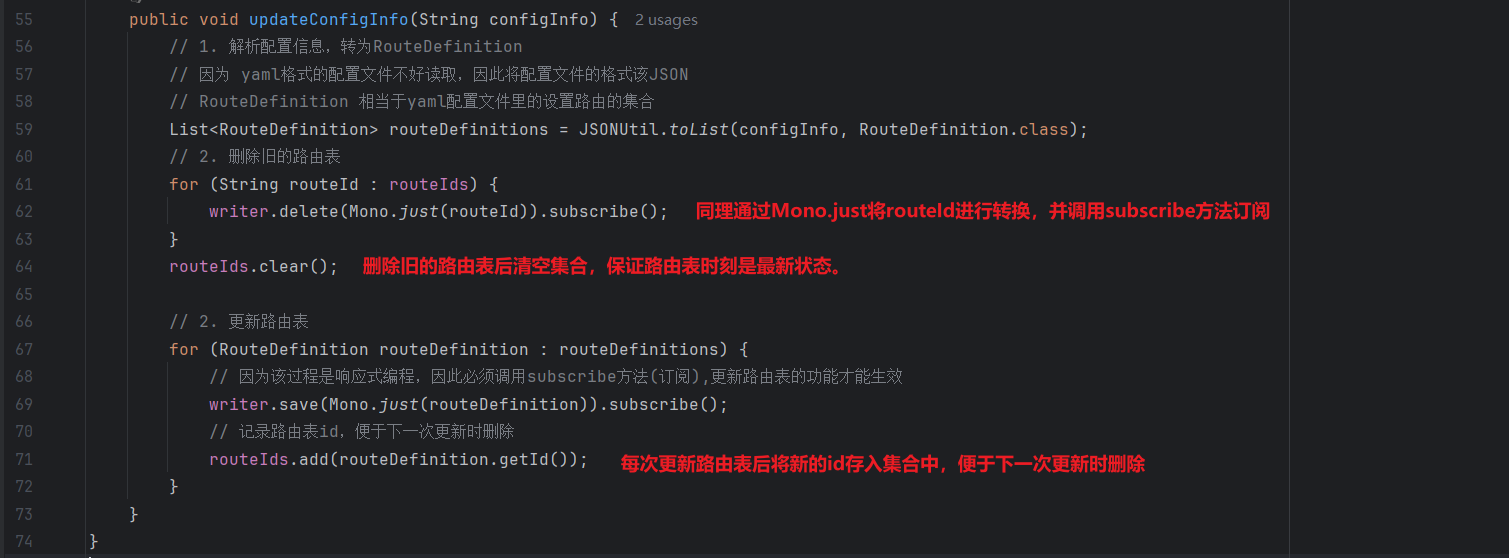 55 public void updateConfigInfo(String configInfo) { 2 usages
56 // 1. 解析配置信息，转为RouteDefinition
57 // 因为 yaml格式的配置文件不好读取，因此将配置文件的格式该JSON
58 // RouteDefinition 相当于yaml配置文件里的设置路由的集合
59 List<RouteDefinition> routeDefinitions = JSONUtil.toList(configInfo, RouteDefinition.class);
60 // 2. 删除旧的路由表
61 for (String routeId : routeIds) {
62 writer.delete(Mono.just(routeId)).subscribe(); 同理通过Mono.just将routeId进行转换，并调用subscribe方法订阅
63 }
64 routeIds.clear(); 删除旧的路由表后清空集合，保证路由表时刻是最新状态。
65
66 // 2. 更新路由表
67 for (RouteDefinition routeDefinition : routeDefinitions) {
68 // 因为该过程是响应式编程，因此必须调用subscribe方法(订阅),更新路由表的功能才能生效
69 writer.save(Mono.just(routeDefinition)).subscribe();
70 // 记录路由表id，便于下一次更新时删除
71 routeIds.add(routeDefinition.getId()); 每次更新路由表后将新的id存入集合中，便于下一次更新时删除
72 }
73 }
74 }